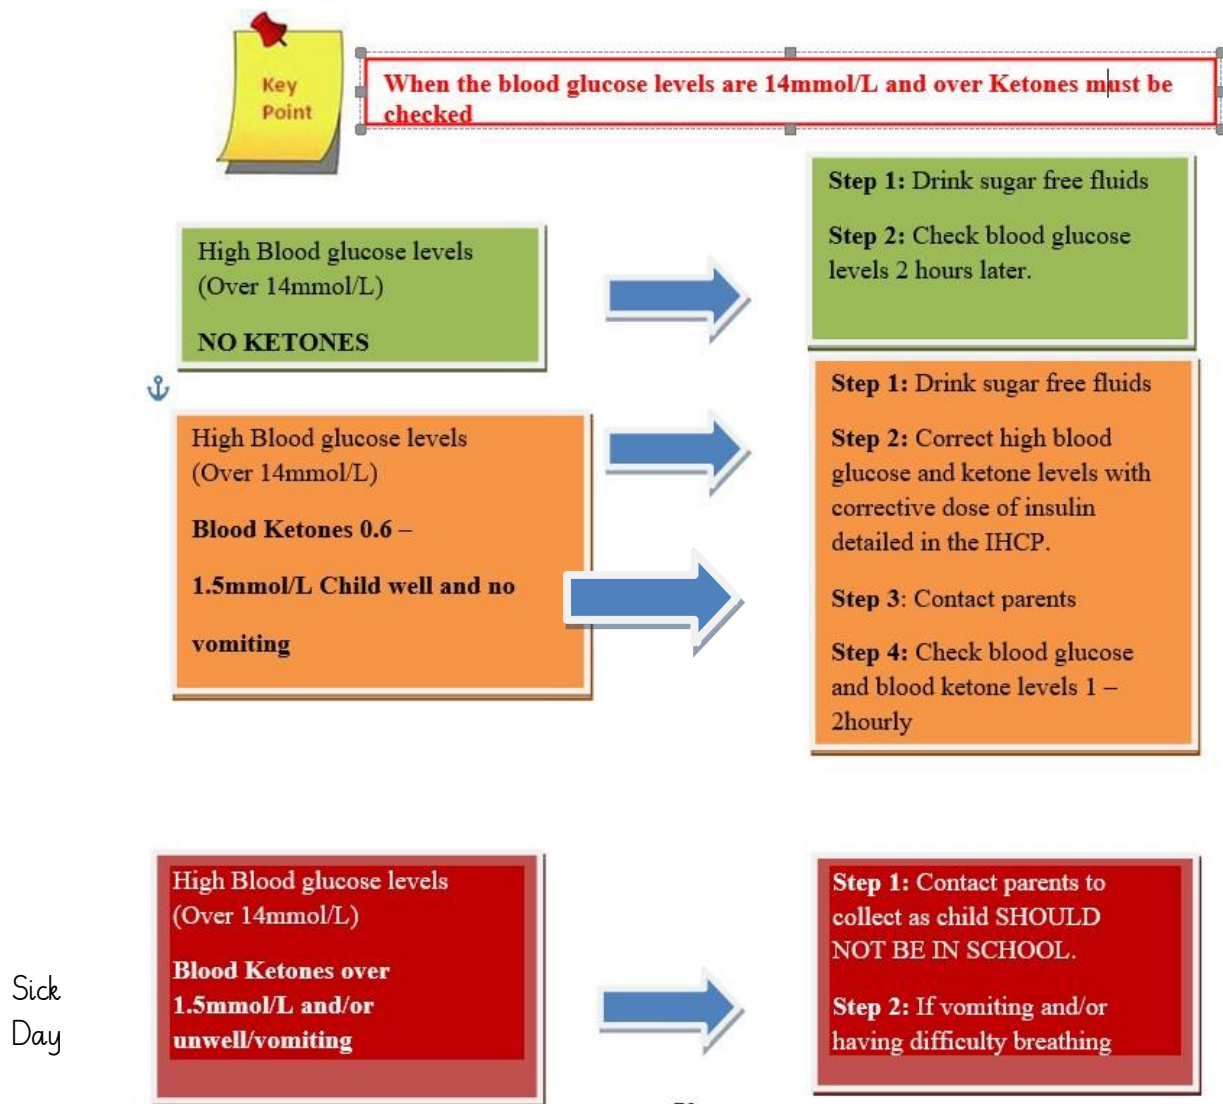 Key
Point
When the blood glucose levels are 14mmol/L and over Ketones must be
checked
High Blood glucose levels
(Over 14mmol/L)
NO KETONES
Step 1: Drink sugar free fluids
Step 2: Check blood glucose
levels 2 hours later.
High Blood glucose levels
(Over 14mmol/L)
Blood Ketones 0.6 –
1.5mmol/L Child well and no
vomiting
Step 1: Drink sugar free fluids
Step 2: Correct high blood
glucose and ketone levels with
corrective dose of insulin
detailed in the IHCP.
Step 3: Contact parents
Step 4: Check blood glucose
and blood ketone levels 1 –
2hourly
Sick
Day
High Blood glucose levels
(Over 14mmol/L)
Blood Ketones over
1.5mmol/L and/or
unwell/vomiting
Step 1: Contact parents to
collect as child SHOULD
NOT BE IN SCHOOL.
Step 2: If vomiting and/or
having difficulty breathing